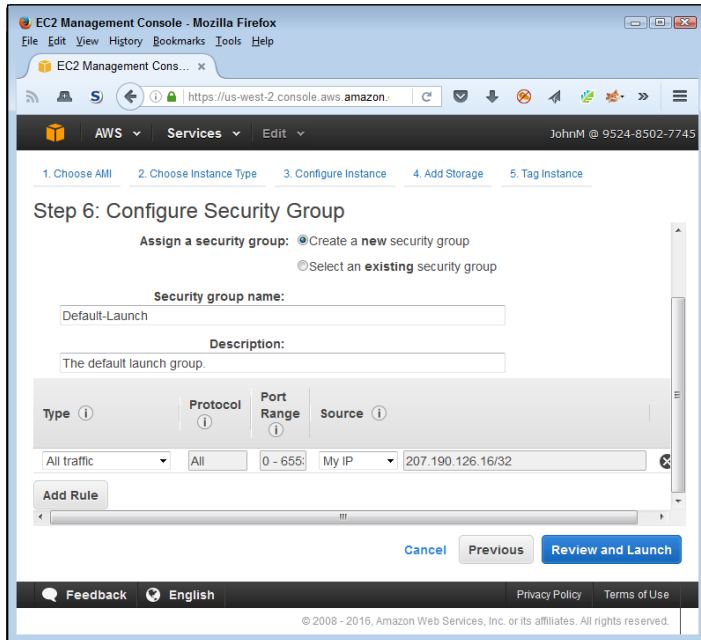 EC2 Management Console - Mozilla Firefox
File Edit View History Bookmarks Tools Help
EC2 Management Cons... ×
S) https://us-west-2.console.aws.amazon.
AWS Services Edit JohnM @ 9524-8502-7745
1. Choose AMI 2. Choose Instance Type 3. Configure Instance 4. Add Storage 5. Tag Instance
Step 6: Configure Security Group
Assign a security group: Create a new security group
Select an existing security group
Security group name:
Default-Launch
Description:
The default launch group.
Type Protocol Port Range Source
All traffic All 0 - 655 My IP 207.190.126.16/32
Add Rule
Cancel Previous Review and Launch
Feedback English Privacy Policy Terms of Use
© 2008 - 2016, Amazon Web Services, Inc. or its affiliates. All rights reserved.